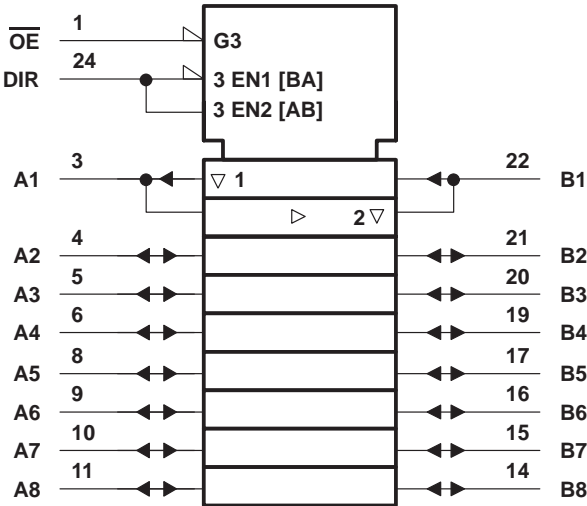 OE 1 G3
DIR 24 3 EN1 [BA]
3 EN2 [AB]
A1 3 ▽ 1 22 B1
▷ 2 ▽
A2 4 21 B2
A3 5 20 B3
A4 6 19 B4
A5 8 17 B5
A6 9 16 B6
A7 10 15 B7
A8 11 14 B8